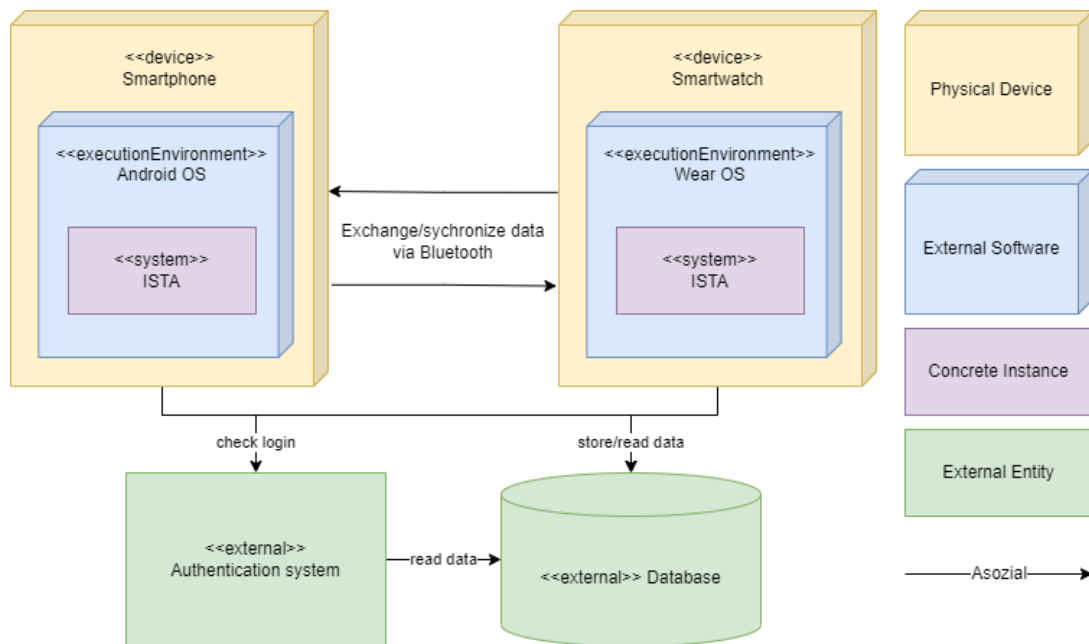 <<device>>
Smartphone
<<executionEnvironment>>
Android OS
<<system>>
ISTA
Exchange/sychronize data
via Bluetooth
<<device>>
Smartwatch
<<executionEnvironment>>
Wear OS
<<system>>
ISTA
check login
store/read data
<<external>>
Authentication system
read data
<<external>> Database
Physical Device
External Software
Concrete Instance
External Entity
Asozial